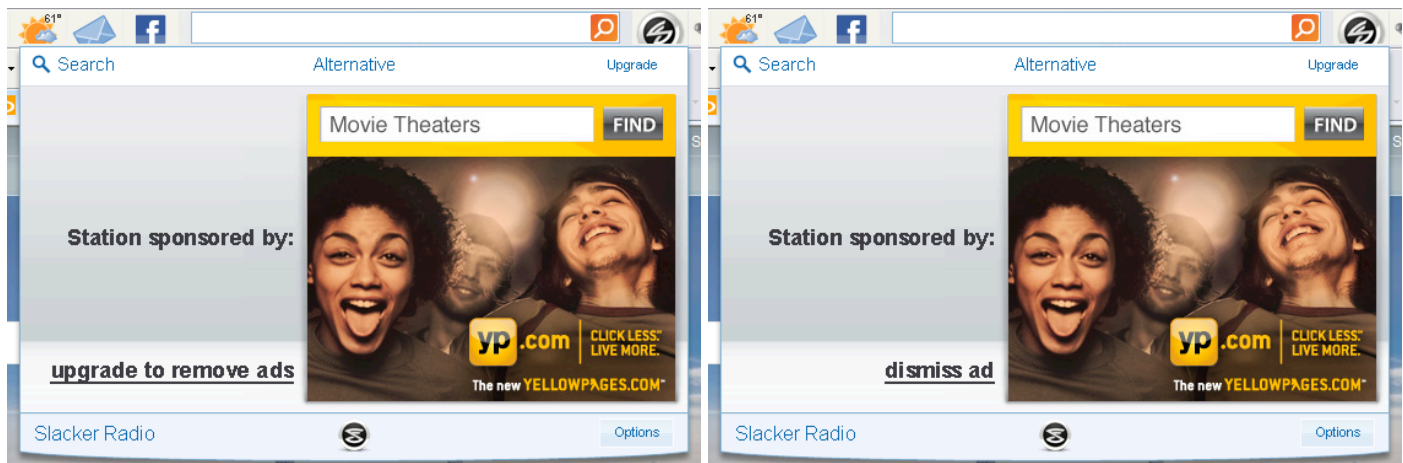 61°
Search
Alternative
Upgrade
Movie Theaters
FIND
Station sponsored by:
yp.com
CLICK LESS.
LIVE MORE.
upgrade to remove ads
The new YELLOWPAGES.COM
Slacker Radio
Options
61°
Search
Alternative
Upgrade
Movie Theaters
FIND
Station sponsored by:
yp.com
CLICK LESS.
LIVE MORE.
dismiss ad
The new YELLOWPAGES.COM
Slacker Radio
Options